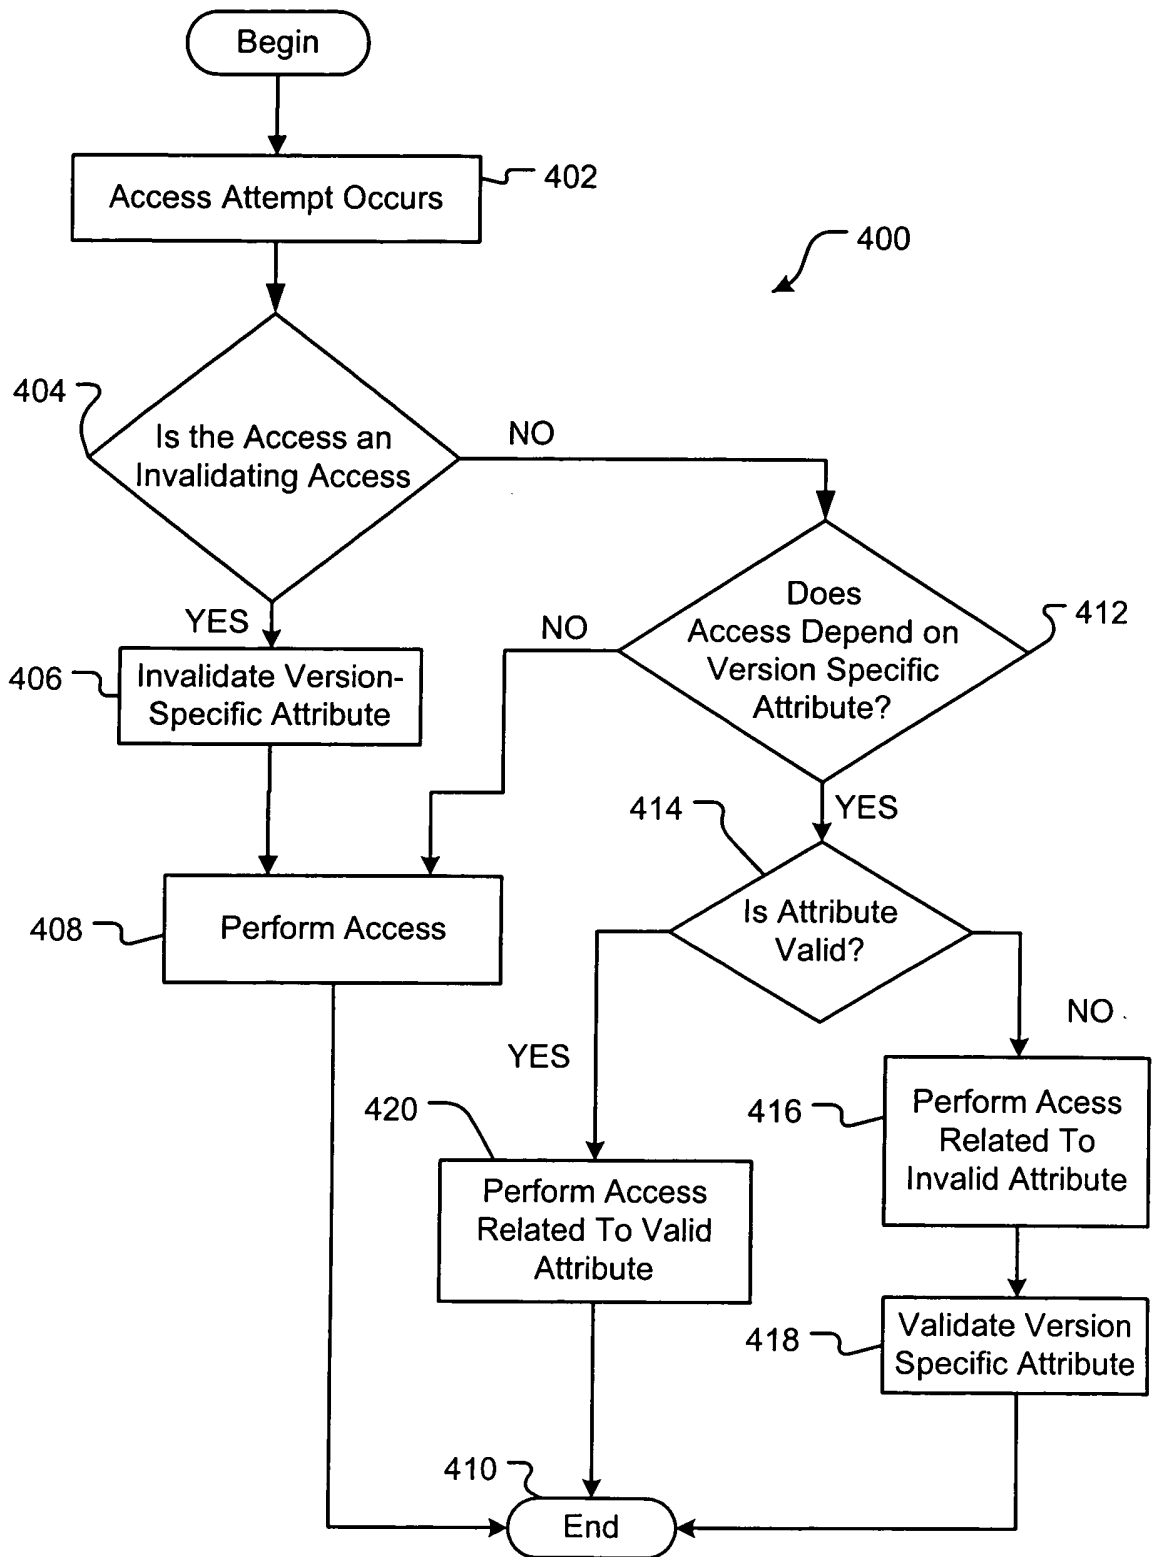 Begin
Access Attempt Occurs
402
400
404
Is the Access an
Invalidating Access
NO
YES
406
Invalidate Version-
Specific Attribute
NO
Does
Access Depend on
Version Specific
Attribute?
412
YES
414
Is Attribute
Valid?
408
Perform Access
YES
NO
420
Perform Access
Related To Valid
Attribute
416
Perform Acess
Related To
Invalid Attribute
418
Validate Version
Specific Attribute
410
End